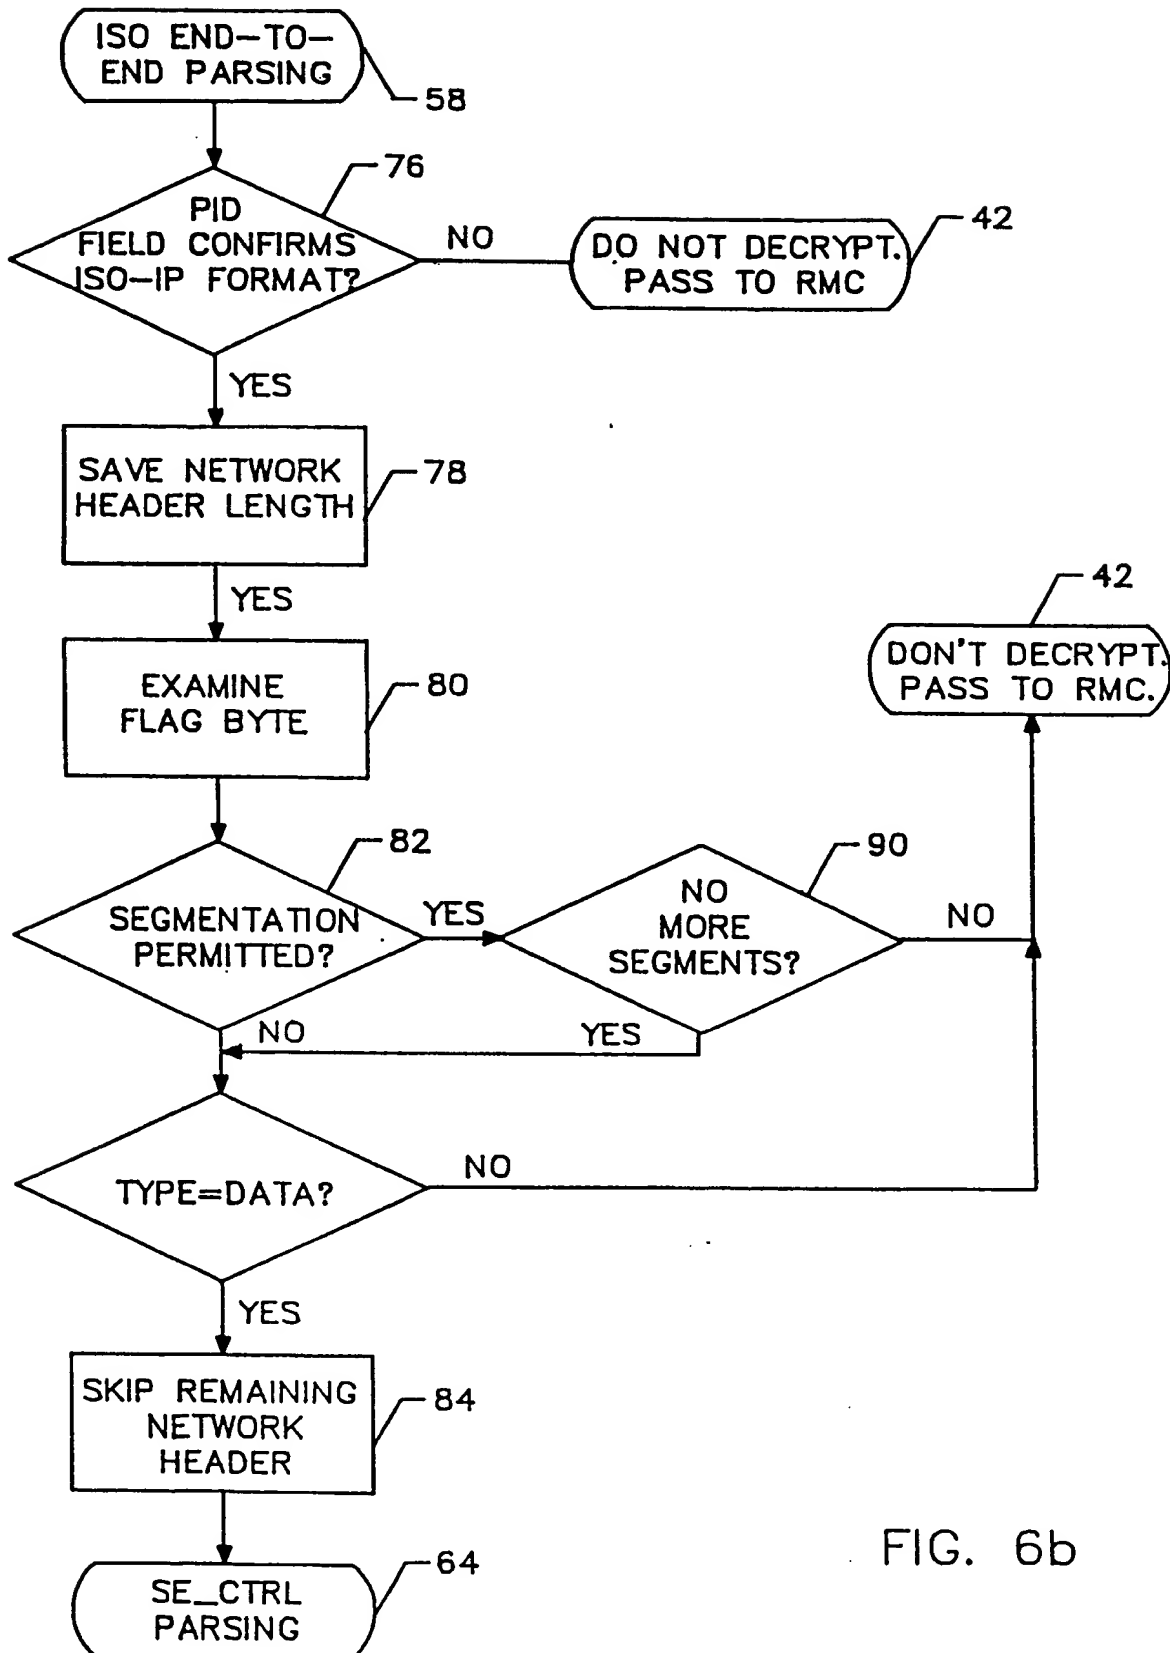 ISO END-TO-
END PARSING
58
76
PID
FIELD CONFIRMS
ISO-IP FORMAT?
NO
DO NOT DECRYPT.
PASS TO RMC
42
YES
SAVE NETWORK
HEADER LENGTH
78
YES
EXAMINE
FLAG BYTE
80
42
DON'T DECRYPT.
PASS TO RMC.
82
SEGMENTATION
PERMITTED?
YES
90
NO
MORE
SEGMENTS?
NO
NO
YES
TYPE=DATA?
NO
YES
SKIP REMAINING
NETWORK
HEADER
84
SE_CTRL
PARSING
64
FIG. 6b